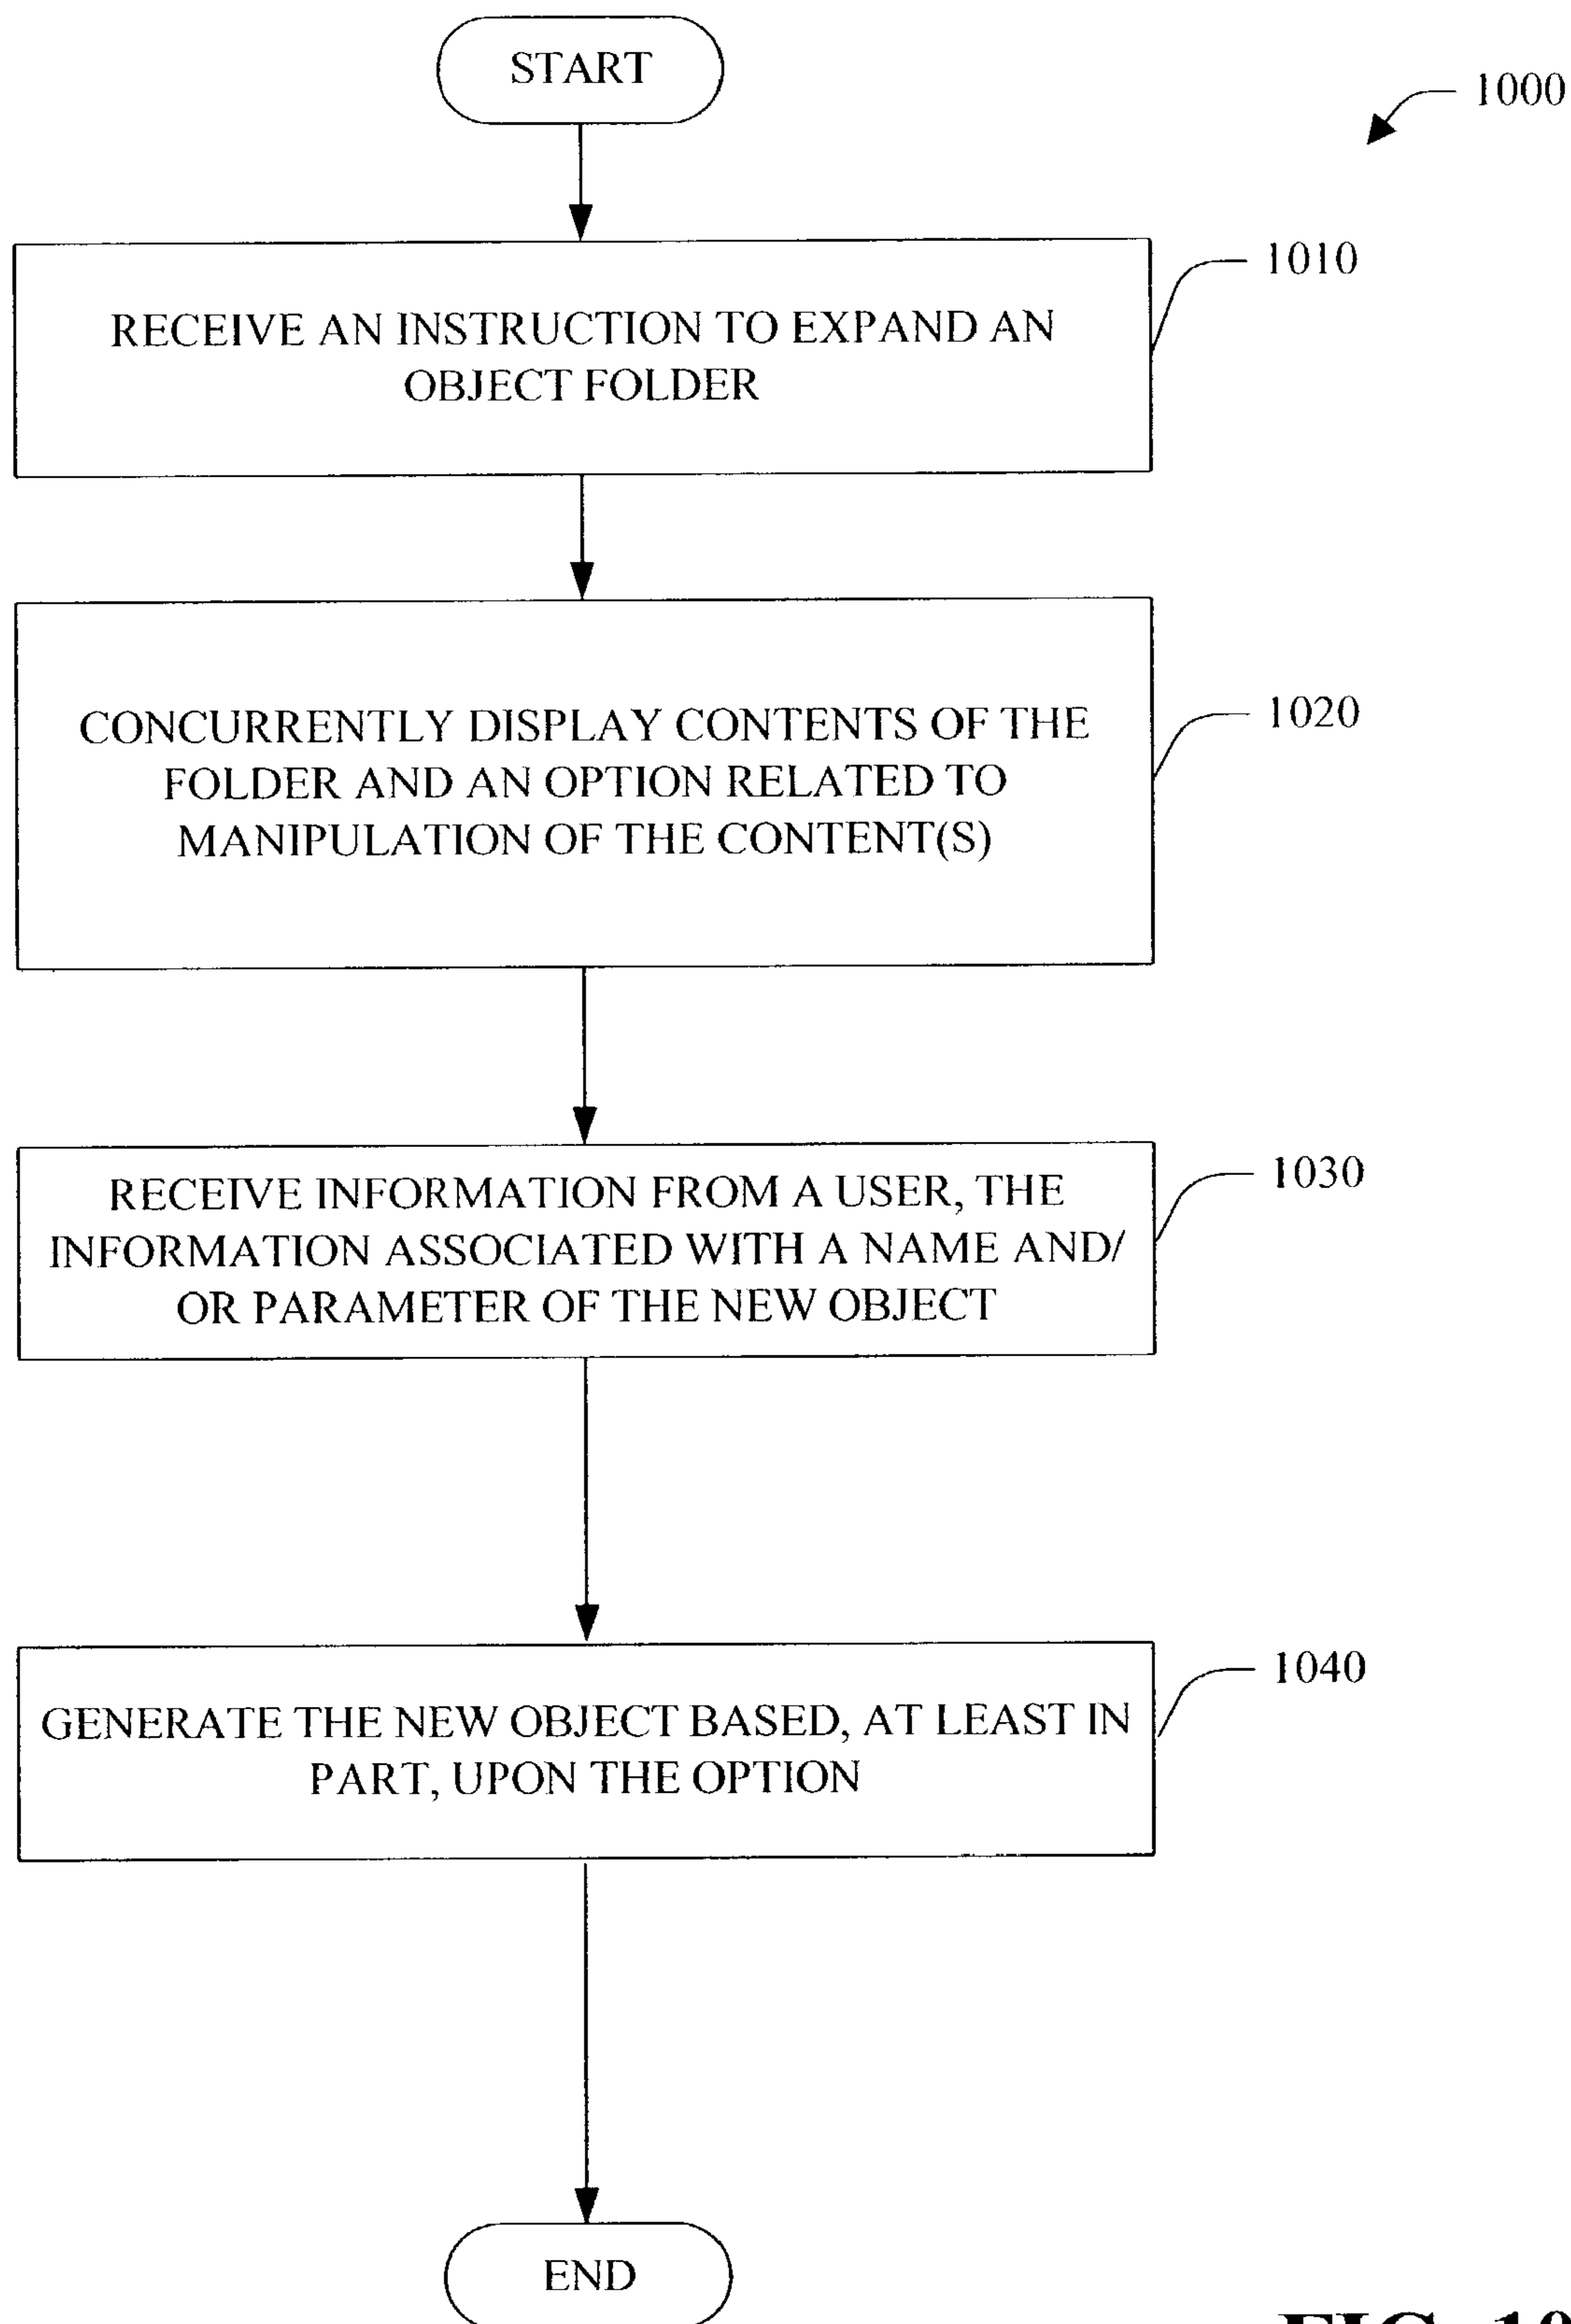 START
1000
RECEIVE AN INSTRUCTION TO EXPAND AN
OBJECT FOLDER
1010
CONCURRENTLY DISPLAY CONTENTS OF THE
FOLDER AND AN OPTION RELATED TO
MANIPULATION OF THE CONTENT(S)
1020
RECEIVE INFORMATION FROM A USER, THE
INFORMATION ASSOCIATED WITH A NAME AND/
OR PARAMETER OF THE NEW OBJECT
1030
GENERATE THE NEW OBJECT BASED, AT LEAST IN
PART, UPON THE OPTION
1040
END